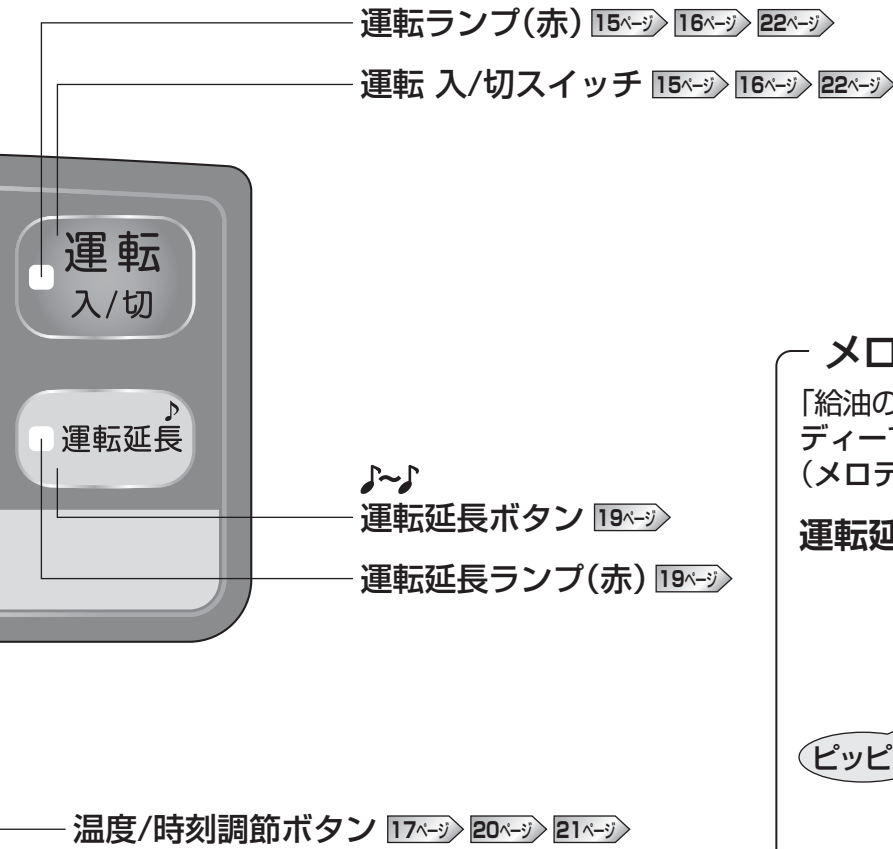 運転ランプ(赤) 15ページ 16ページ 22ページ
運転 入/切スイッチ 15ページ 16ページ 22ページ
運転
入/切
♪
運転延長
♪〜♪
運転延長ボタン 19ページ
運転延長ランプ(赤) 19ページ
温度/時刻調節ボタン 17ページ 20ページ 21ページ
メロ
「給油の
ディー
(メロデ
運転延
ピッピ